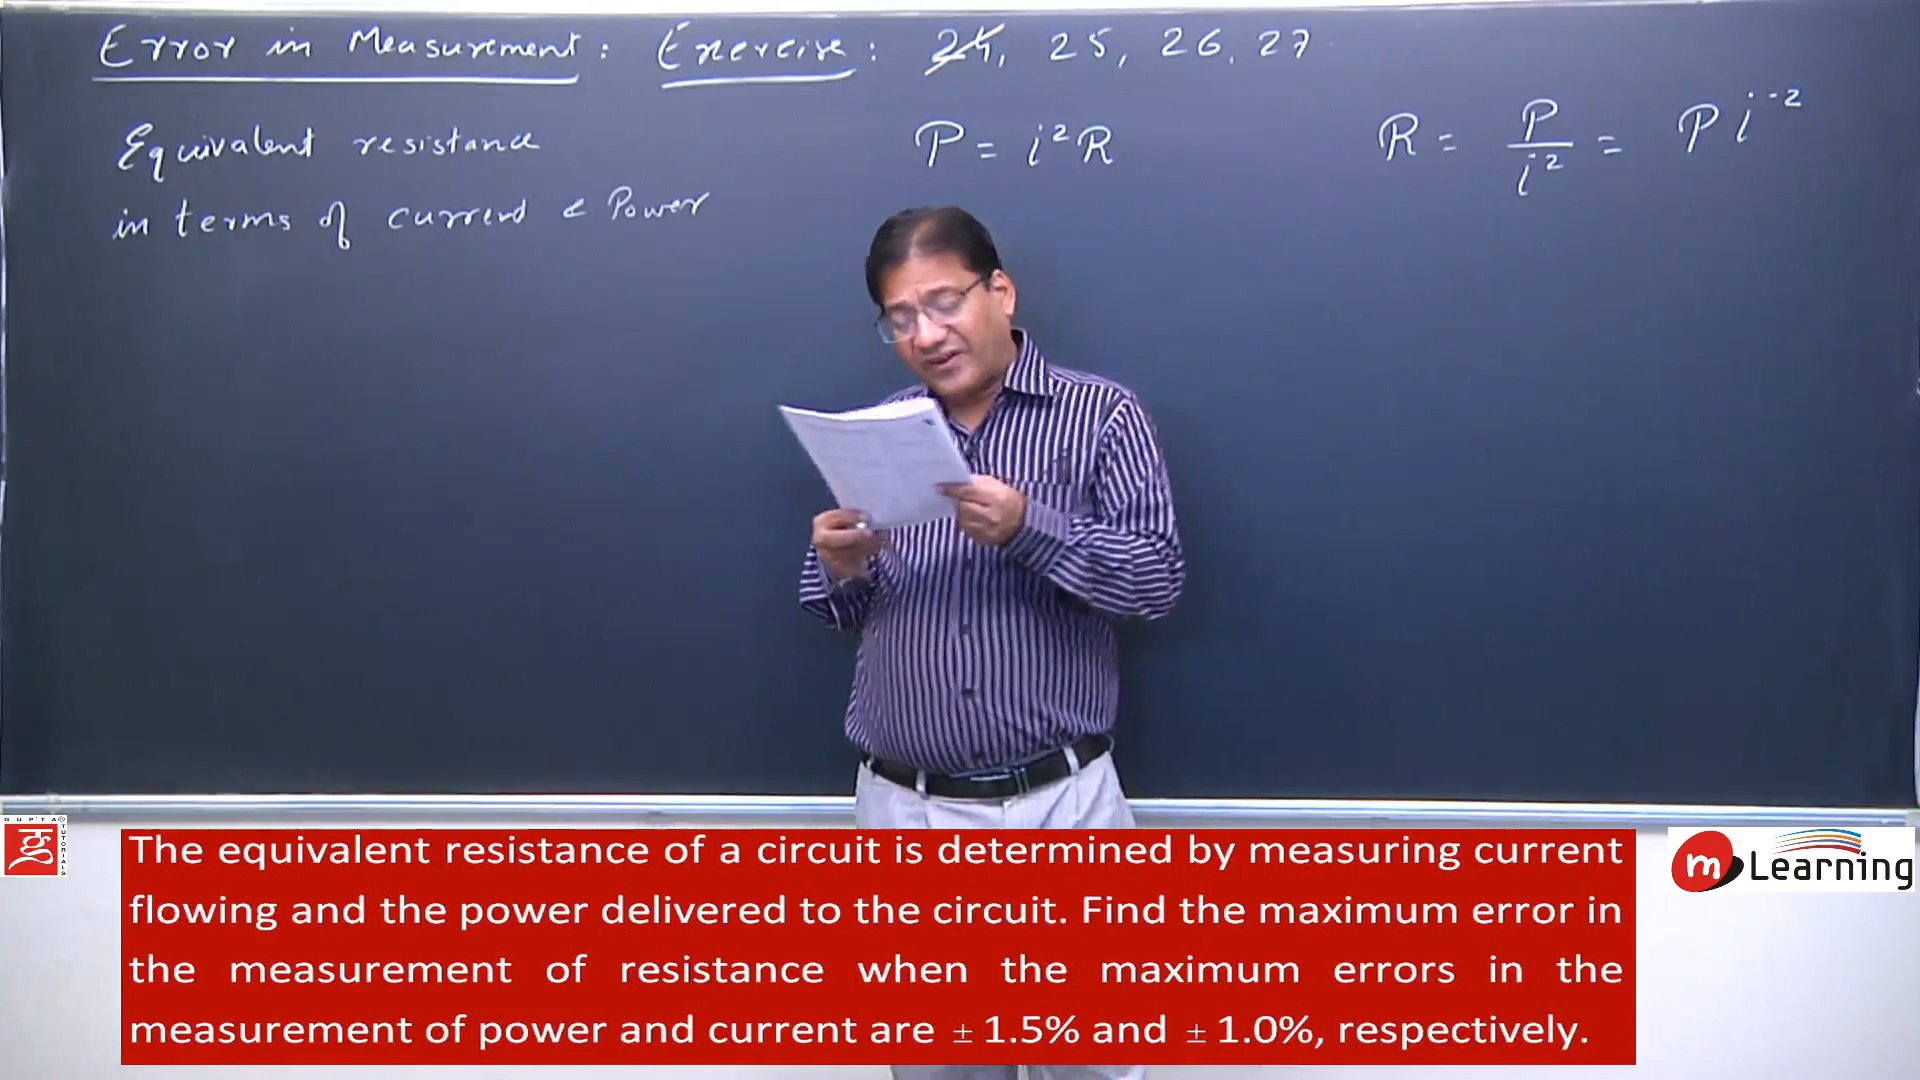 Error in Measurement : Exercise : 24, 25, 26, 27
Equivalent resistance
in terms of current & Power
P = i²R
R = P/i² = P i⁻²
GUPTA®
TUTORIALS
The equivalent resistance of a circuit is determined by measuring current
flowing and the power delivered to the circuit. Find the maximum error in
the measurement of resistance when the maximum errors in the
measurement of power and current are ± 1.5% and ± 1.0%, respectively.
m Learning